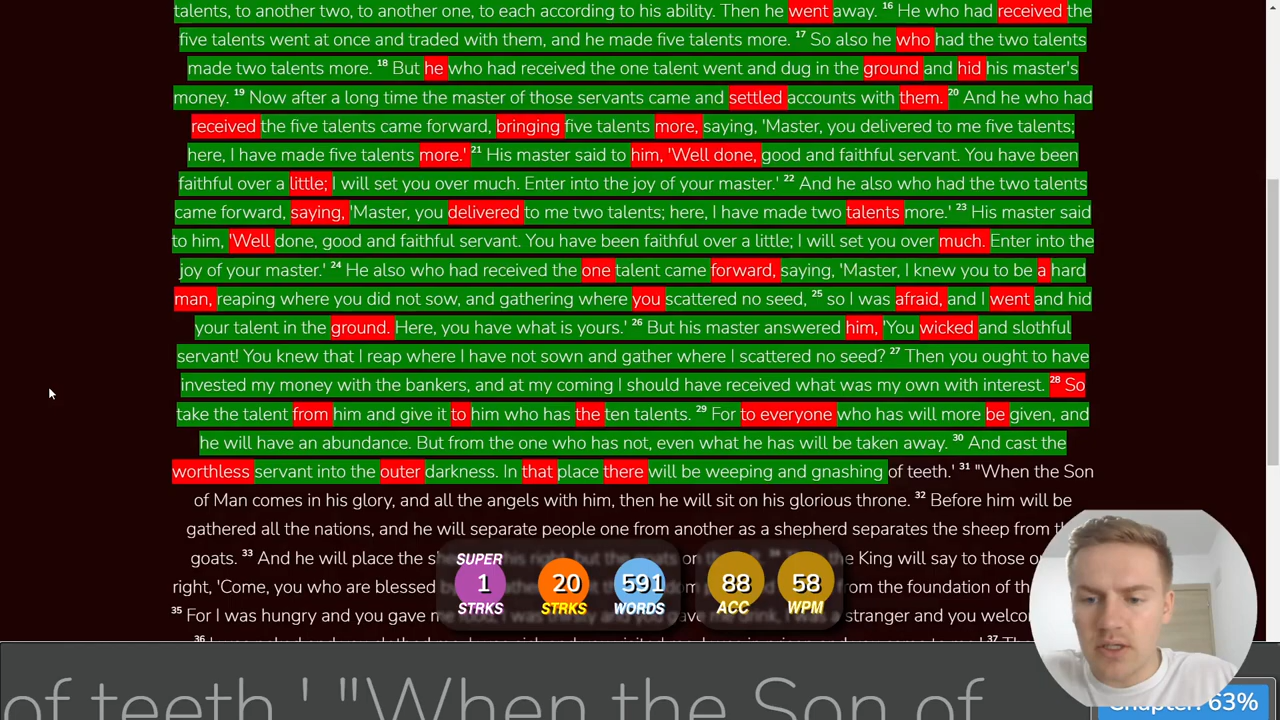 talents, to another two, to another one, to each according to his ability. Then he went away. 16 He who had received the
five talents went at once and traded with them, and he made five talents more. 17 So also he who had the two talents
made two talents more. 18 But he who had received the one talent went and dug in the ground and hid his master's
money. 19 Now after a long time the master of those servants came and settled accounts with them. 20 And he who had
received the five talents came forward, bringing five talents more, saying, 'Master, you delivered to me five talents;
here, I have made five talents more.' 21 His master said to him, 'Well done, good and faithful servant. You have been
faithful over a little; I will set you over much. Enter into the joy of your master.' 22 And he also who had the two talents
came forward, saying, 'Master, you delivered to me two talents; here, I have made two talents more.' 23 His master said
to him, 'Well done, good and faithful servant. You have been faithful over a little; I will set you over much. Enter into the
joy of your master.' 24 He also who had received the one talent came forward, saying, 'Master, I knew you to be a hard
man, reaping where you did not sow, and gathering where you scattered no seed, 25 so I was afraid, and I went and hid
your talent in the ground. Here, you have what is yours.' 26 But his master answered him, 'You wicked and slothful
servant! You knew that I reap where I have not sown and gather where I scattered no seed? 27 Then you ought to have
invested my money with the bankers, and at my coming I should have received what was my own with interest. 28 So
take the talent from him and give it to him who has the ten talents. 29 For to everyone who has will more be given, and
he will have an abundance. But from the one who has not, even what he has will be taken away. 30 And cast the
worthless servant into the outer darkness. In that place there will be weeping and gnashing of teeth.' 31 "When the Son
of Man comes in his glory, and all the angels with him, then he will sit on his glorious throne. 32 Before him will be
gathered all the nations, and he will separate people one from another as a shepherd separates the sheep from
goats. 33 And he will place the on the King will say to those
right, 'Come, you who are blessed from the foundation of
35 For I was hungry and you gave a stranger and you
36 37
SUPER
1 20 591 88 58
STRKS STRKS WORDS ACC WPM
of teeth.' "When the Son of
Chapter: 63%